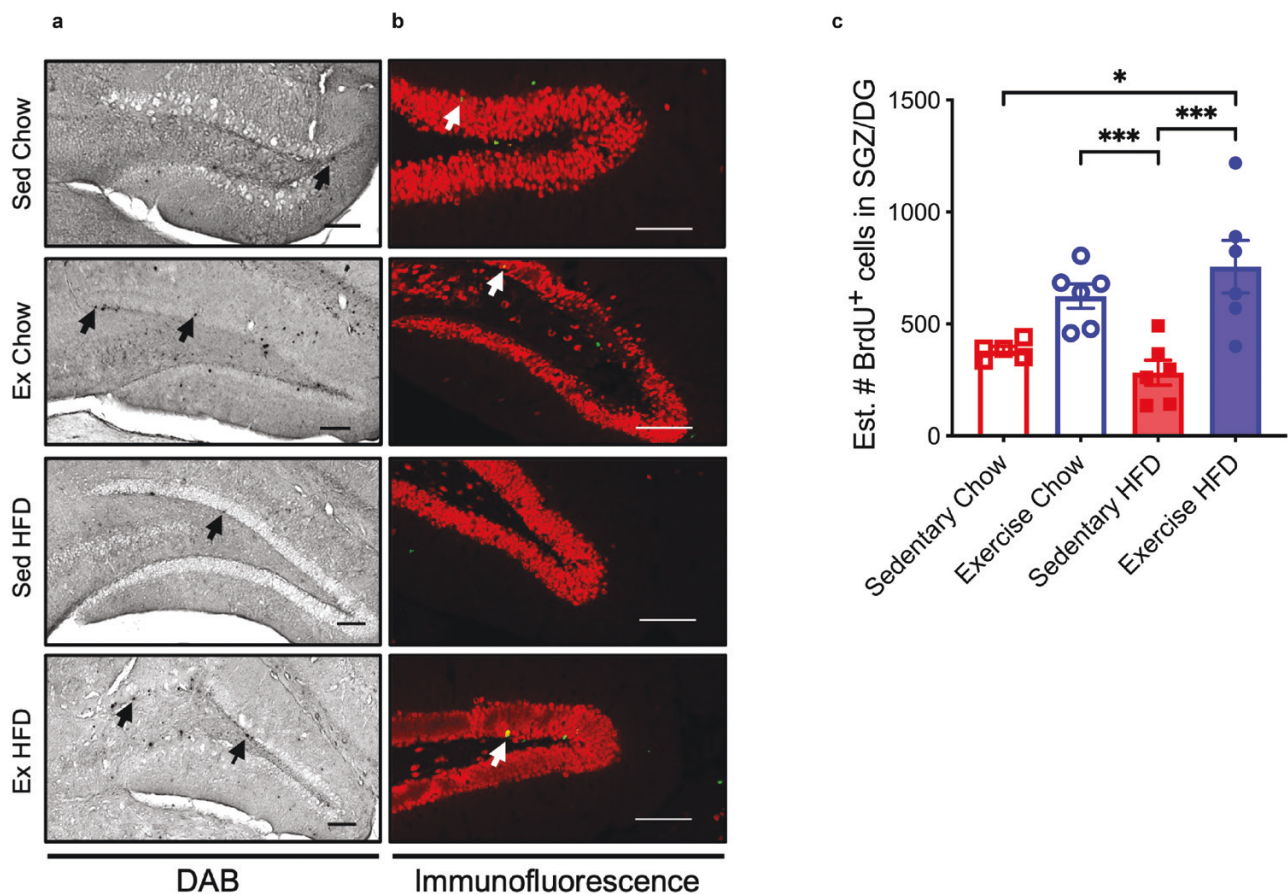 a
b
c
Sed Chow
Ex Chow
Sed HFD
Ex HFD
DAB
Immunofluorescence
Est. # BrdU⁺ cells in SGZ/DG
1500
1000
500
0
*
***
***
Sedentary Chow
Exercise Chow
Sedentary HFD
Exercise HFD